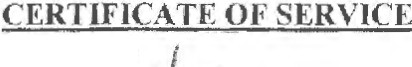 CERTIFICATE OF SERVICE